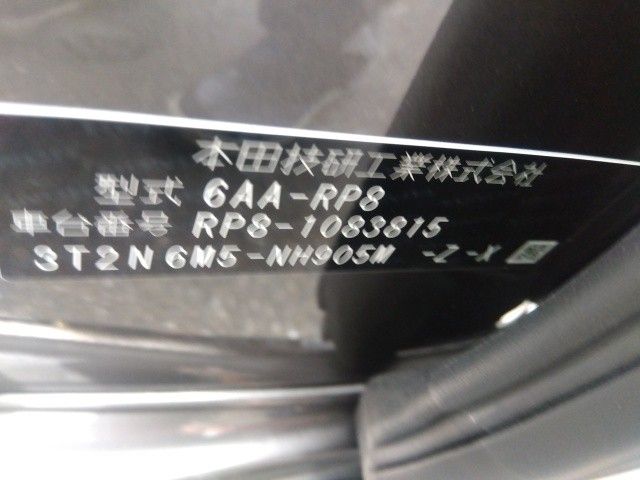 本田技研工業株式会社
型式 6AA-RP8
車台番号 RP8-1083815
3T2N6M5-NH905M -Z -X